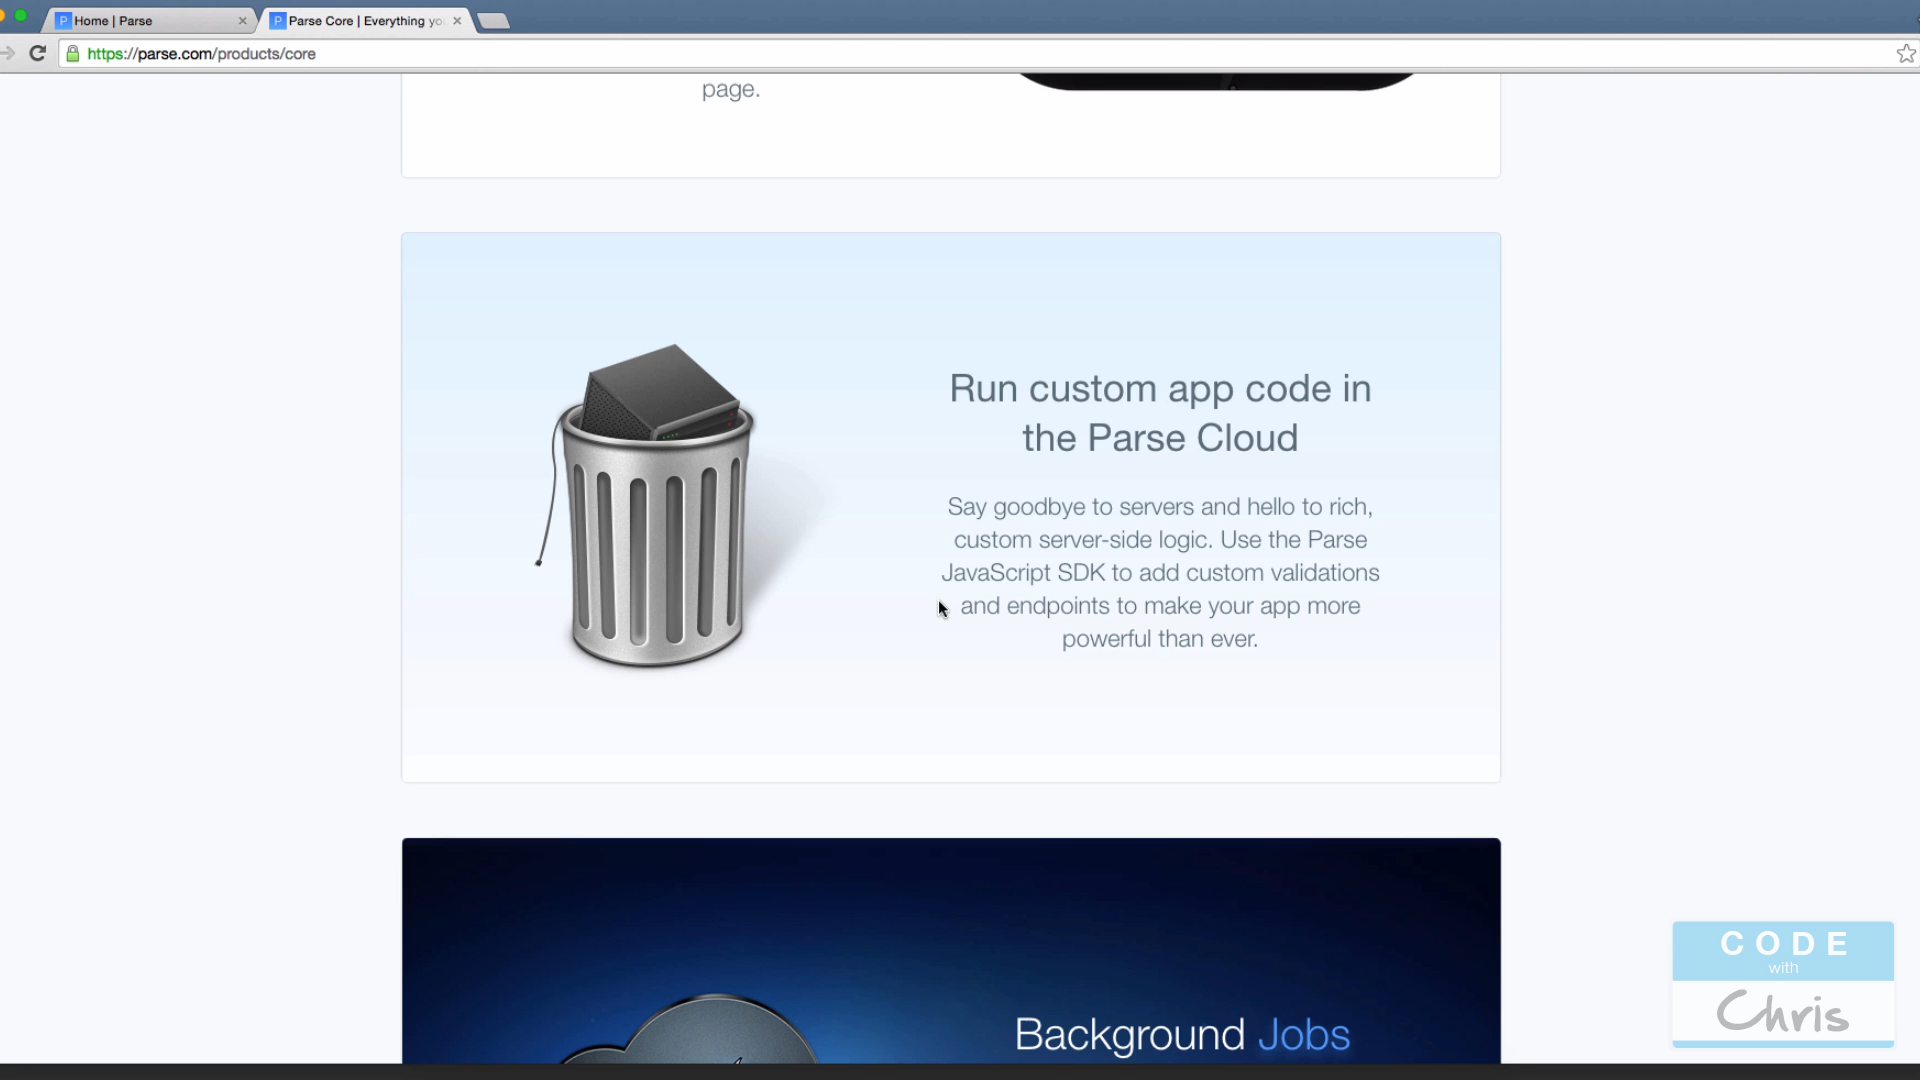 Home | Parse
Parse Core | Everything yo
https://parse.com/products/core
page.
Run custom app code in
the Parse Cloud
Say goodbye to servers and hello to rich,
custom server-side logic. Use the Parse
JavaScript SDK to add custom validations
and endpoints to make your app more
powerful than ever.
Background Jobs
CODE
with
Chris